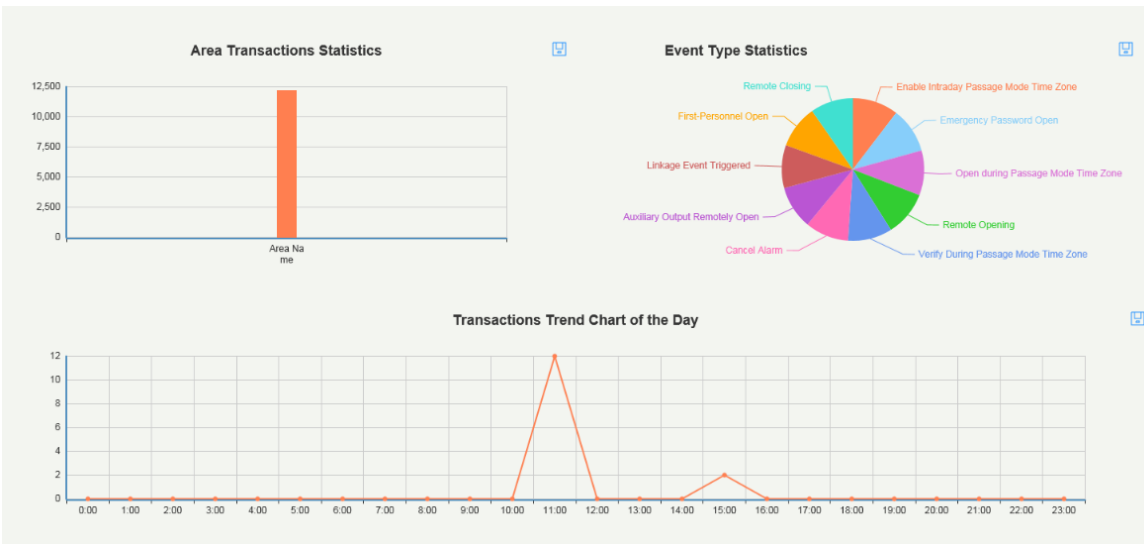 Area Transactions Statistics
12,500
10,000
7,500
5,000
2,500
0
Area Na
me
Event Type Statistics
Remote Closing
Enable Intraday Passage Mode Time Zone
First-Personnel Open
Emergency Password Open
Linkage Event Triggered
Open during Passage Mode Time Zone
Auxiliary Output Remotely Open
Remote Opening
Cancel Alarm
Verify During Passage Mode Time Zone
Transactions Trend Chart of the Day
12
10
8
6
4
2
0
0:00 1:00 2:00 3:00 4:00 5:00 6:00 7:00 8:00 9:00 10:00 11:00 12:00 13:00 14:00 15:00 16:00 17:00 18:00 19:00 20:00 21:00 22:00 23:00